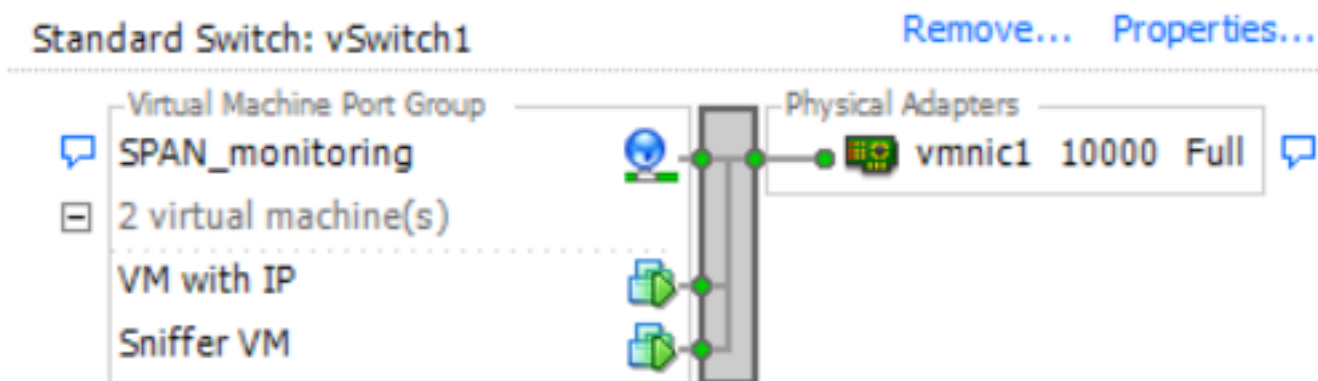 Standard Switch: vSwitch1 Remove... Properties...
Virtual Machine Port Group Physical Adapters
SPAN_monitoring vmnic1 10000 Full
2 virtual machine(s)
VM with IP
Sniffer VM